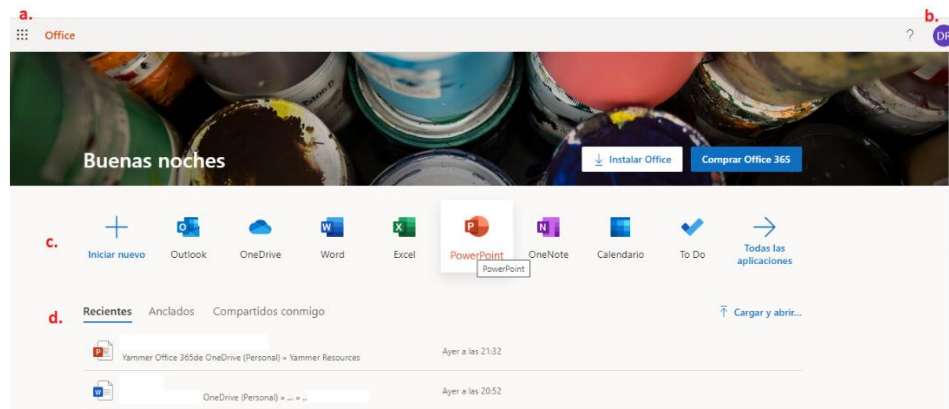 a.
b.
Office
?
DR
Buenas noches
Instalar Office
Comprar Office 365
c.
Iniciar nuevo
Outlook
OneDrive
Word
Excel
PowerPoint
PowerPoint
OneNote
Calendario
To Do
Todas las
aplicaciones
d.
Recientes
Anclados
Compartidos conmigo
Cargar y abrir...
Yammer Office 365de OneDrive (Personal) » Yammer Resources
Ayer a las 21:32
OneDrive (Personal) » ... » ..
Ayer a las 20:52